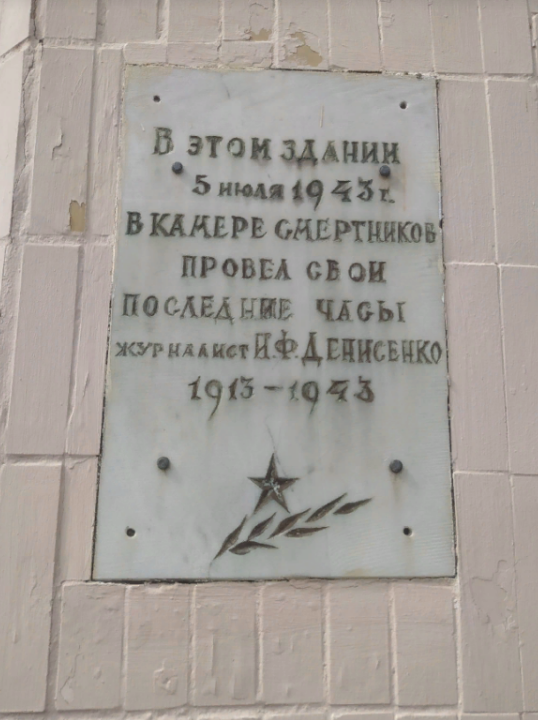 В ЭТОМ ЗДАНИИ
5 ИЮЛЯ 1943 Г.
В КАМЕРЕ СМЕРТНИКОВ
ПРОВЕЛ СВОИ
ПОСЛЕДНИЕ ЧАСЫ
ЖУРНАЛИСТ И.Ф.ДЕНИСЕНКО
1913 - 1943